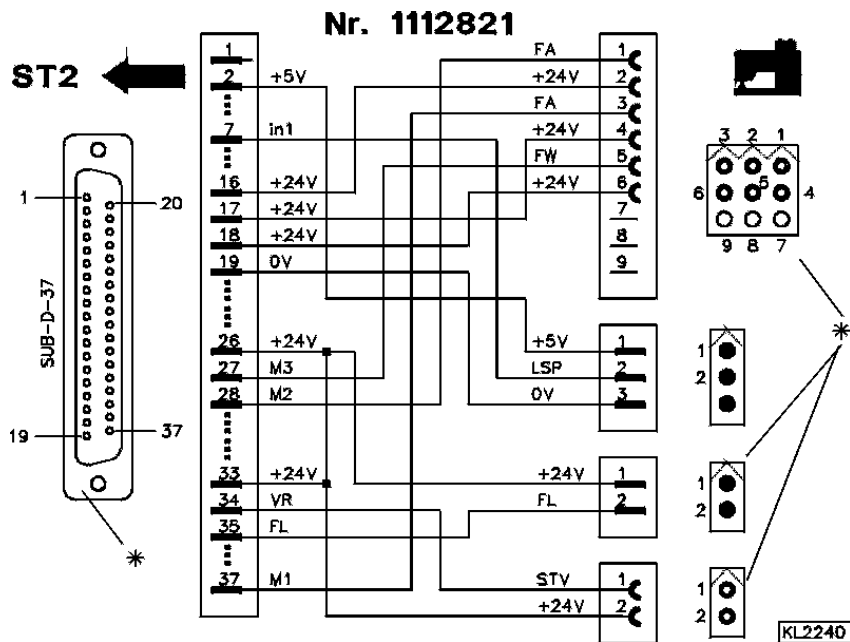 Nr. 1112821
ST2
1
2 +5V
7 in1
16 +24V
17 +24V
18 +24V
19 0V
26 +24V
27 M3
28 M2
33 +24V
34 VR
35 FL
37 M1
FA 1
+24V 2
FA 3
+24V 4
FW 5
+24V 6
7
8
9
+5V 1
LSP 2
0V 3
+24V 1
FL 2
STV 1
+24V 2
1 20
SUB-D-37
19 37
*
3 2 1
6 5 4
9 8 7
*
1
2
1
2
1
2
KL2240